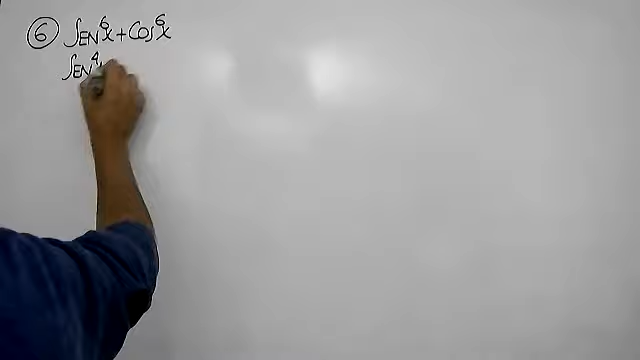 ⑥ SEN⁶x + COS⁶x
SEN⁴